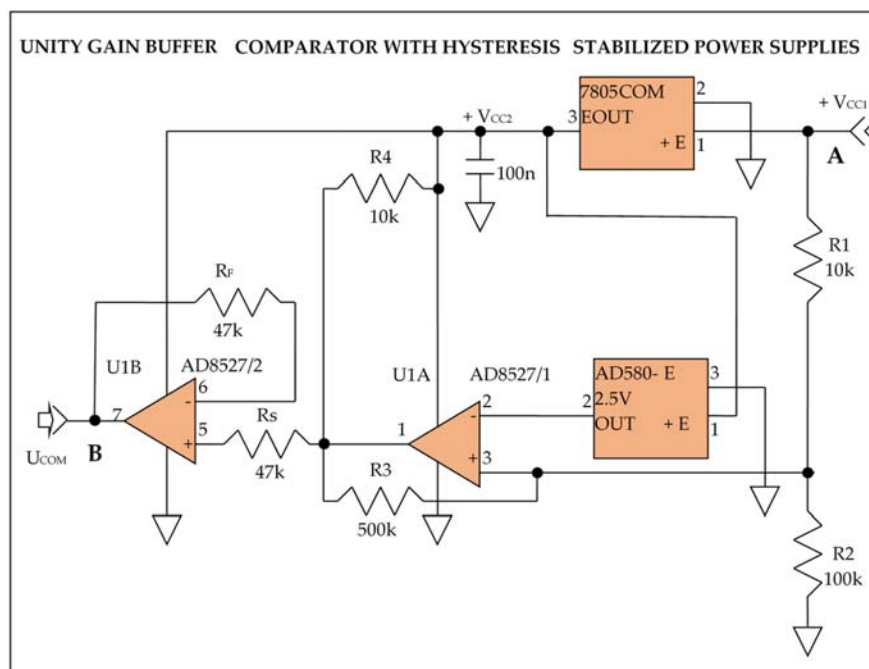 UNITY GAIN BUFFER COMPARATOR WITH HYSTERESIS STABILIZED POWER SUPPLIES
7805COM
2
+ VCC2
3
EOUT
+ VCC1
+ E
1
A
R4
100n
10k
R1
10k
RF
47k
U1B
AD8527/2
U1A
AD8527/1
AD580- E
3
6
-
2
-
2
2.5V
OUT
+ E
1
7
5
+
RS
1
UCOM
B
47k
R3
3
+
500k
R2
100k